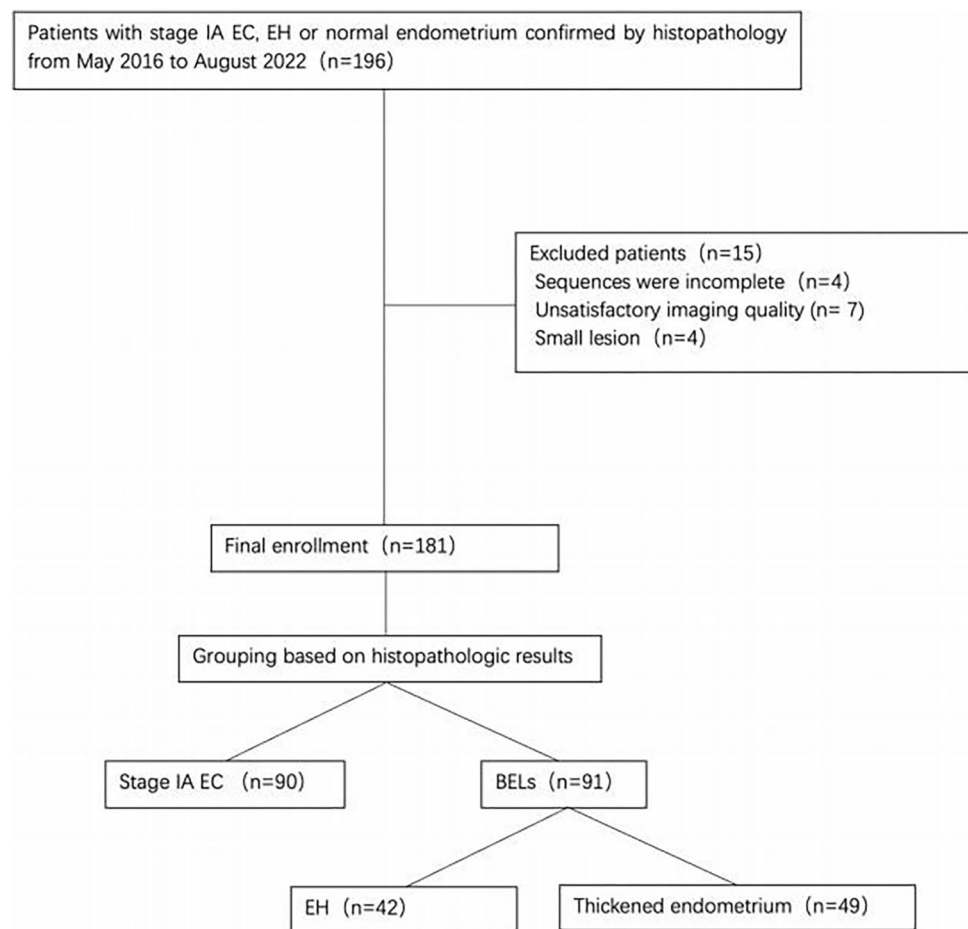 Patients with stage IA EC, EH or normal endometrium confirmed by histopathology
from May 2016 to August 2022（n=196）
Excluded patients（n=15）
Sequences were incomplete（n=4）
Unsatisfactory imaging quality (n= 7）
Small lesion（n=4）
Final enrollment（n=181）
Grouping based on histopathologic results
Stage IA EC （n=90）
BELs（n=91）
EH（n=42）
Thickened endometrium（n=49）